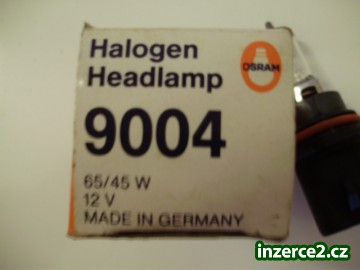 Halogen
Headlamp
OSRAM
9004
65/45 W
12 V
MADE IN GERMANY
inzerce2.cz